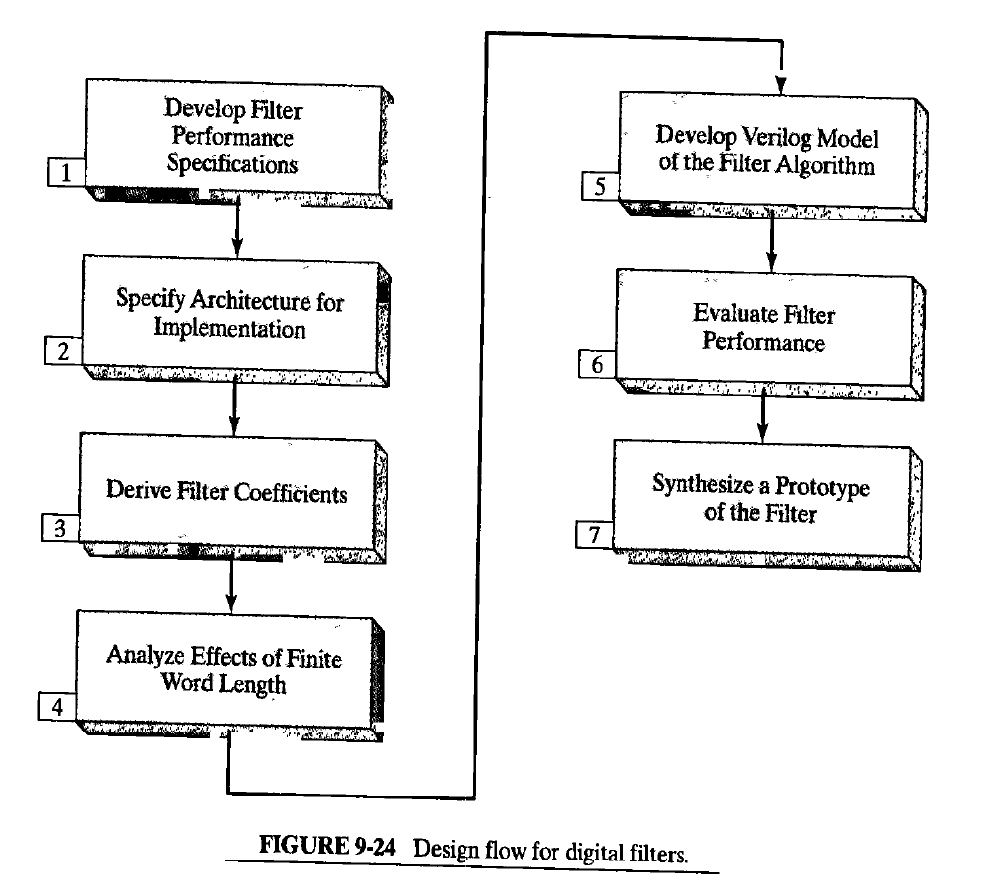 Develop Filter
Performance
Specifications
1
Specify Architecture for
Implementation
2
Derive Filter Coefficients
3
Analyze Effects of Finite
Word Length
4
Develop Verilog Model
of the Filter Algorithm
5
Evaluate Filter
Performance
6
Synthesize a Prototype
of the Filter
7
FIGURE 9-24 Design flow for digital filters.